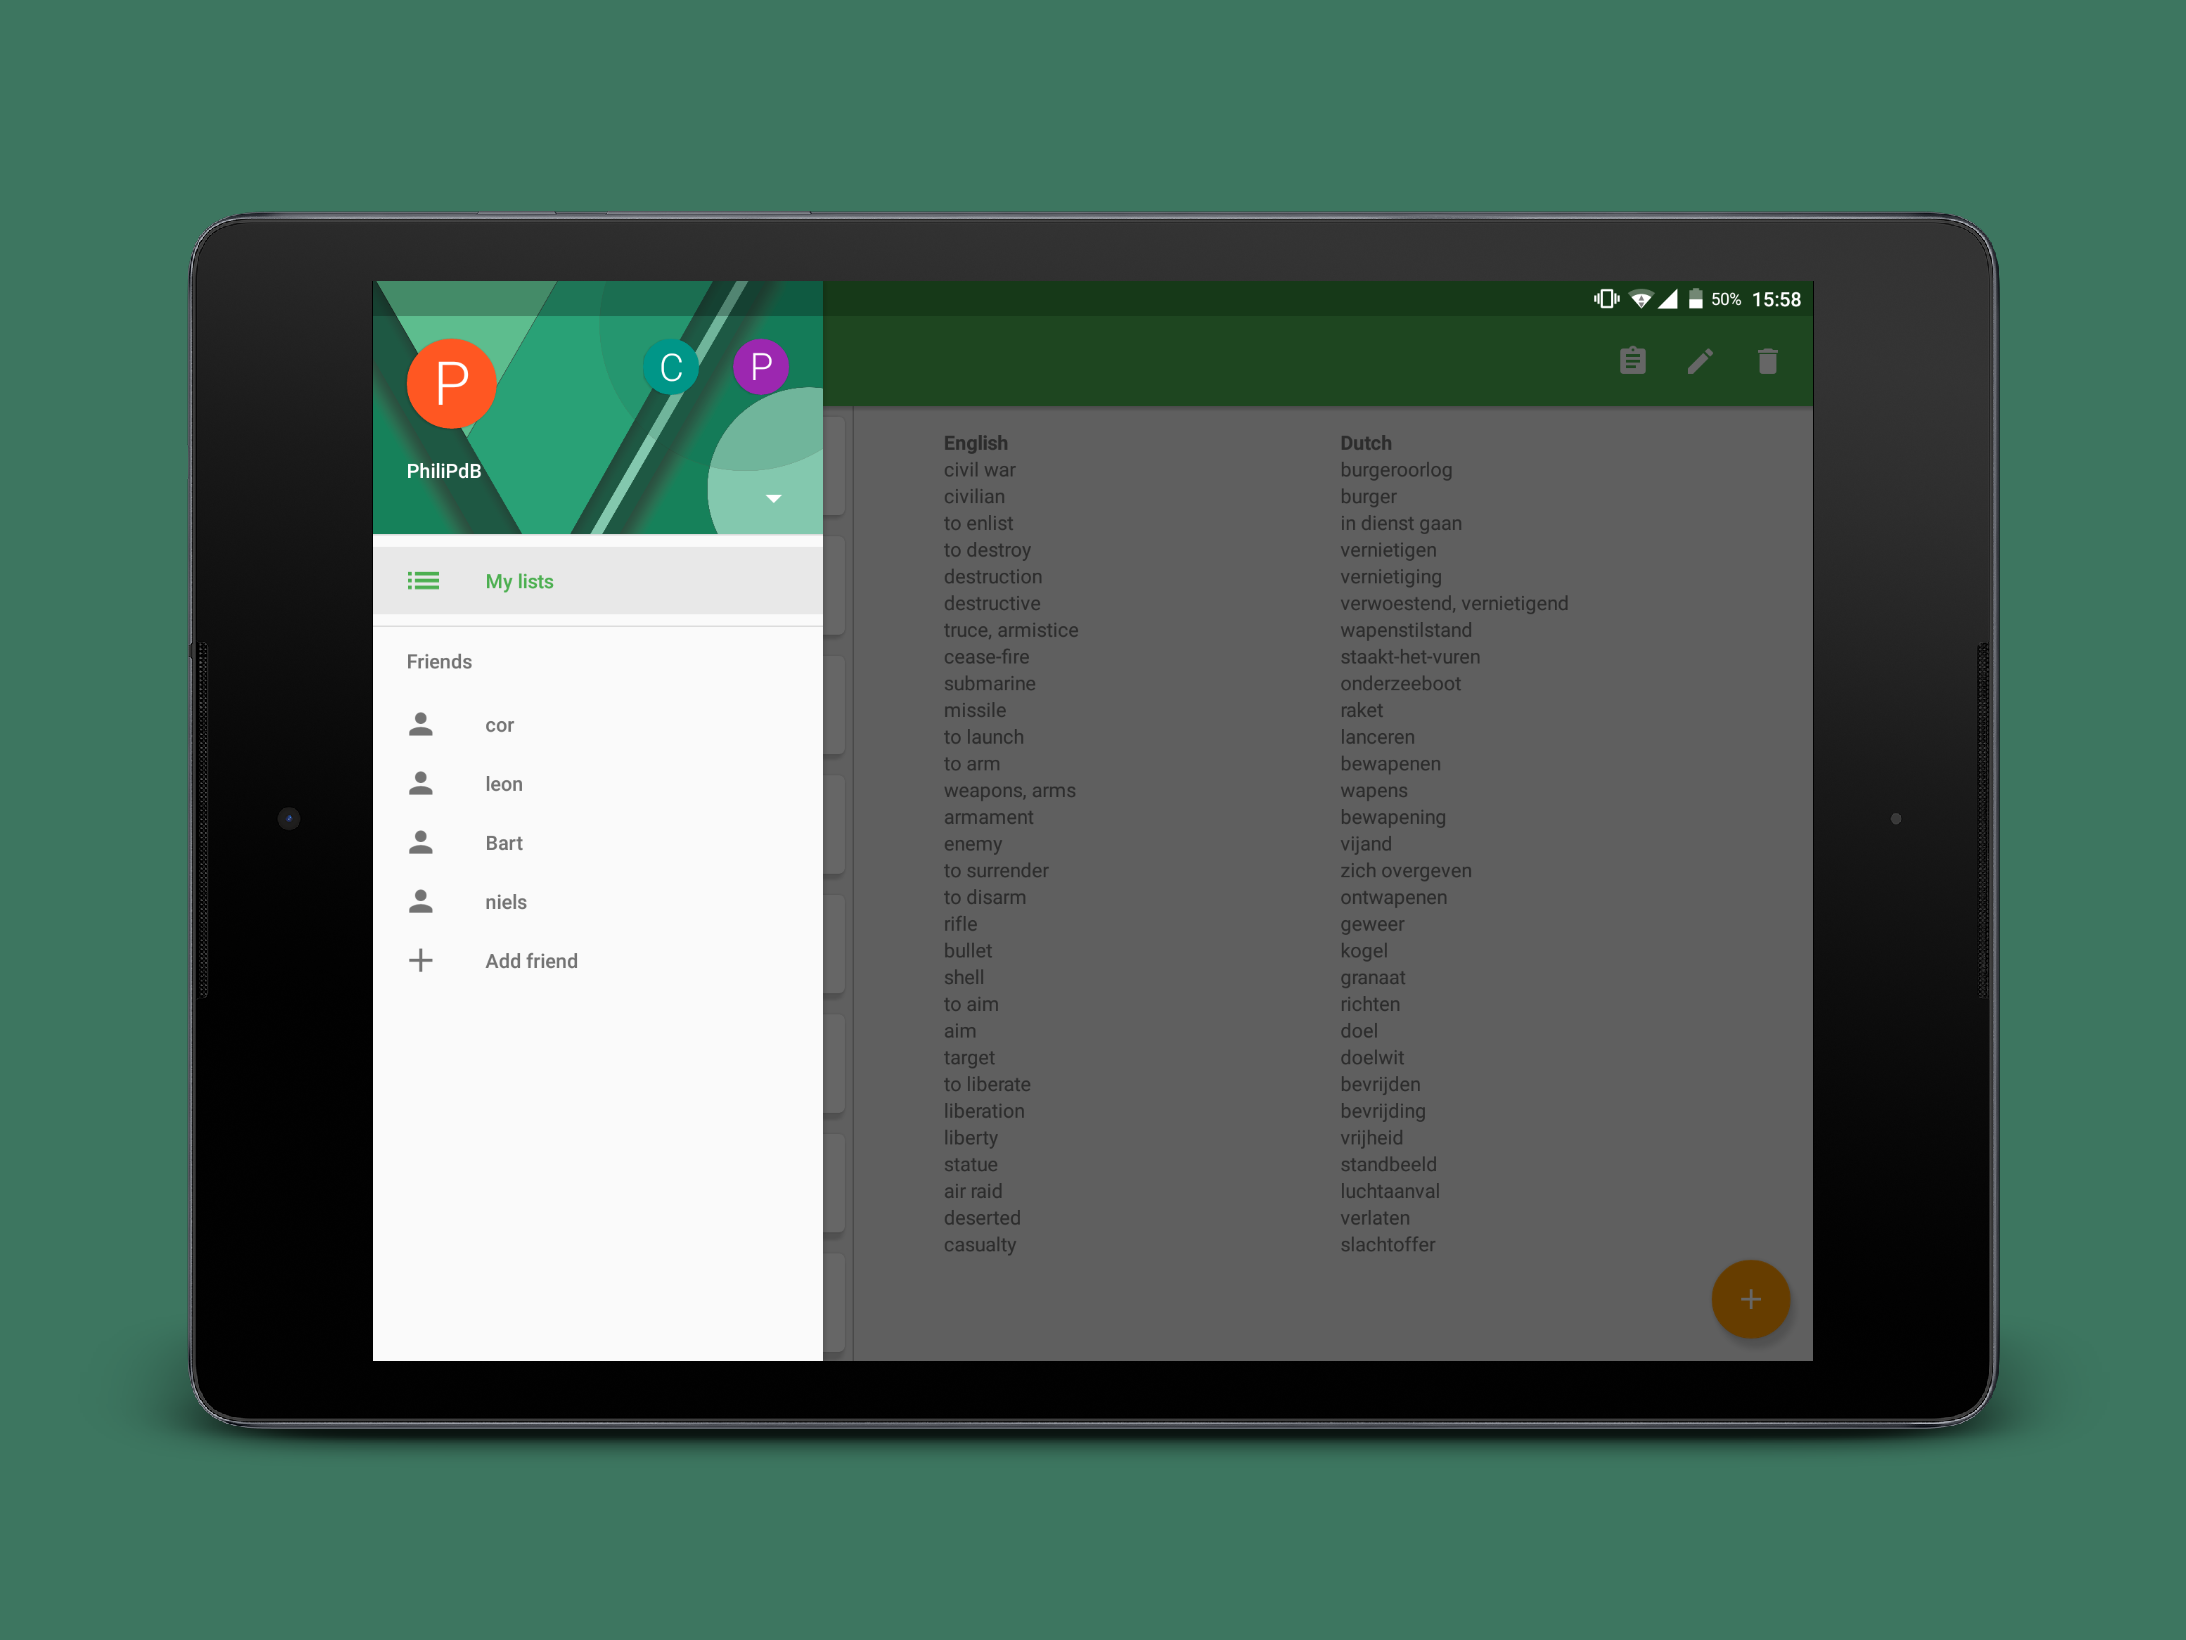 50% 15:58
P C P
PhiliPdB
My lists
Friends
cor
leon
Bart
niels
Add friend
English Dutch
civil war burgeroorlog
civilian burger
to enlist in dienst gaan
to destroy vernietigen
destruction vernietiging
destructive verwoestend, vernietigend
truce, armistice wapenstilstand
cease-fire staakt-het-vuren
submarine onderzeeboot
missile raket
to launch lanceren
to arm bewapenen
weapons, arms wapens
armament bewapening
enemy vijand
to surrender zich overgeven
to disarm ontwapenen
rifle geweer
bullet kogel
shell granaat
to aim richten
aim doel
target doelwit
to liberate bevrijden
liberation bevrijding
liberty vrijheid
statue standbeeld
air raid luchtaanval
deserted verlaten
casualty slachtoffer